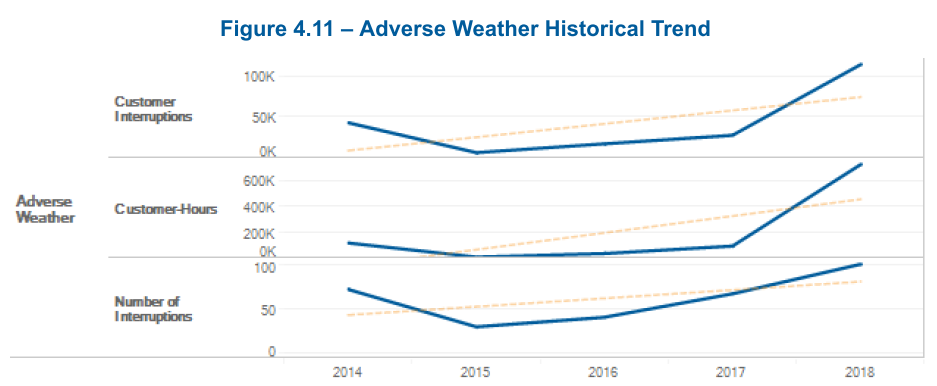 Figure 4.11 – Adverse Weather Historical Trend
Adverse
Weather
Customer
Interruptions
100K
50K
0K
Customer-Hours
600K
400K
200K
0K
Number of
Interruptions
100
50
0
2014 2015 2016 2017 2018